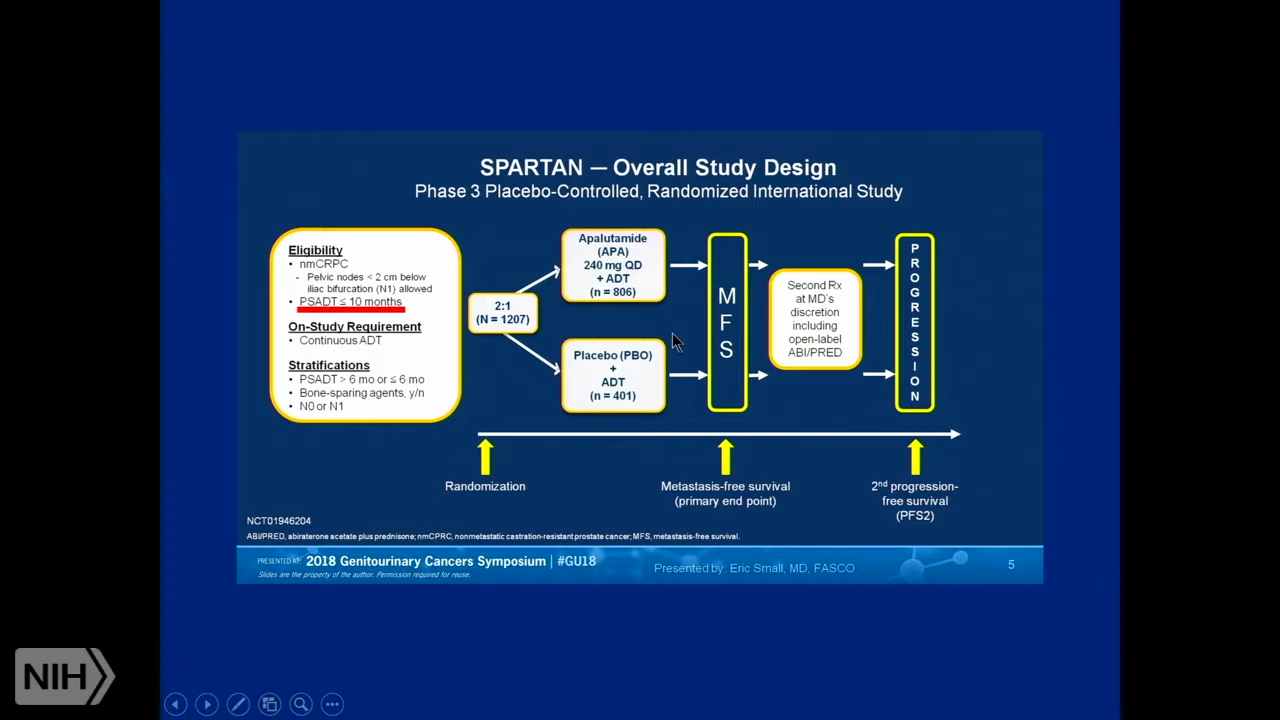 SPARTAN — Overall Study Design
Phase 3 Placebo-Controlled, Randomized International Study
Eligibility
• nmCRPC
- Pelvic nodes < 2 cm below
iliac bifurcation (N1) allowed
• PSADT ≤ 10 months
On-Study Requirement
• Continuous ADT
Stratifications
• PSADT > 6 mo or ≤ 6 mo
• Bone-sparing agents, y/n
• N0 or N1
2:1
(N = 1207)
Apalutamide
(APA)
240 mg QD
+ ADT
(n = 806)
Placebo (PBO)
+
ADT
(n = 401)
M
F
S
Second Rx
at MD's
discretion
including
open-label
ABI/PRED
P
R
O
G
R
E
S
S
I
O
N
Randomization
Metastasis-free survival
(primary end point)
2nd progression-
free survival
(PFS2)
NCT01946204
ABI/PRED, abiraterone acetate plus prednisone; nmCPRC, nonmetastatic castration-resistant prostate cancer; MFS, metastasis-free survival.
PRESENTED AT: 2018 Genitourinary Cancers Symposium | #GU18
Slides are the property of the author. Permission required for reuse.
Presented by: Eric Small, MD, FASCO
5
NIH